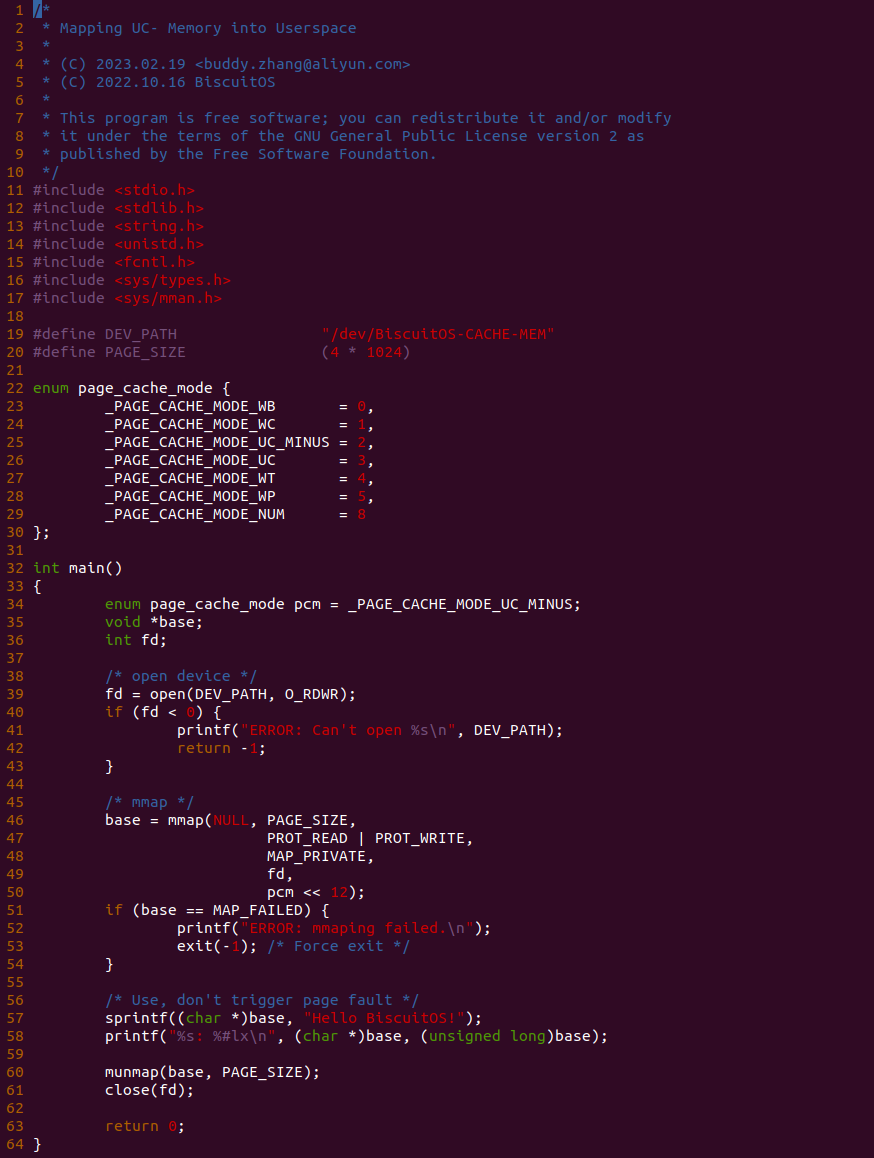 1 /*
2  * Mapping UC- Memory into Userspace
3  *
4  * (C) 2023.02.19 <buddy.zhang@aliyun.com>
5  * (C) 2022.10.16 BiscuitOS
6  *
7  * This program is free software; you can redistribute it and/or modify
8  * it under the terms of the GNU General Public License version 2 as
9  * published by the Free Software Foundation.
10  */
11 #include <stdio.h>
12 #include <stdlib.h>
13 #include <string.h>
14 #include <unistd.h>
15 #include <fcntl.h>
16 #include <sys/types.h>
17 #include <sys/mman.h>
18
19 #define DEV_PATH                "/dev/BiscuitOS-CACHE-MEM"
20 #define PAGE_SIZE               (4 * 1024)
21
22 enum page_cache_mode {
23         _PAGE_CACHE_MODE_WB       = 0,
24         _PAGE_CACHE_MODE_WC       = 1,
25         _PAGE_CACHE_MODE_UC_MINUS = 2,
26         _PAGE_CACHE_MODE_UC       = 3,
27         _PAGE_CACHE_MODE_WT       = 4,
28         _PAGE_CACHE_MODE_WP       = 5,
29         _PAGE_CACHE_MODE_NUM      = 8
30 };
31
32 int main()
33 {
34         enum page_cache_mode pcm = _PAGE_CACHE_MODE_UC_MINUS;
35         void *base;
36         int fd;
37
38         /* open device */
39         fd = open(DEV_PATH, O_RDWR);
40         if (fd < 0) {
41                 printf("ERROR: Can't open %s\n", DEV_PATH);
42                 return -1;
43         }
44
45         /* mmap */
46         base = mmap(NULL, PAGE_SIZE,
47                           PROT_READ | PROT_WRITE,
48                           MAP_PRIVATE,
49                           fd,
50                           pcm << 12);
51         if (base == MAP_FAILED) {
52                 printf("ERROR: mmaping failed.\n");
53                 exit(-1); /* Force exit */
54         }
55
56         /* Use, don't trigger page fault */
57         sprintf((char *)base, "Hello BiscuitOS!");
58         printf("%s: %#lx\n", (char *)base, (unsigned long)base);
59
60         munmap(base, PAGE_SIZE);
61         close(fd);
62
63         return 0;
64 }